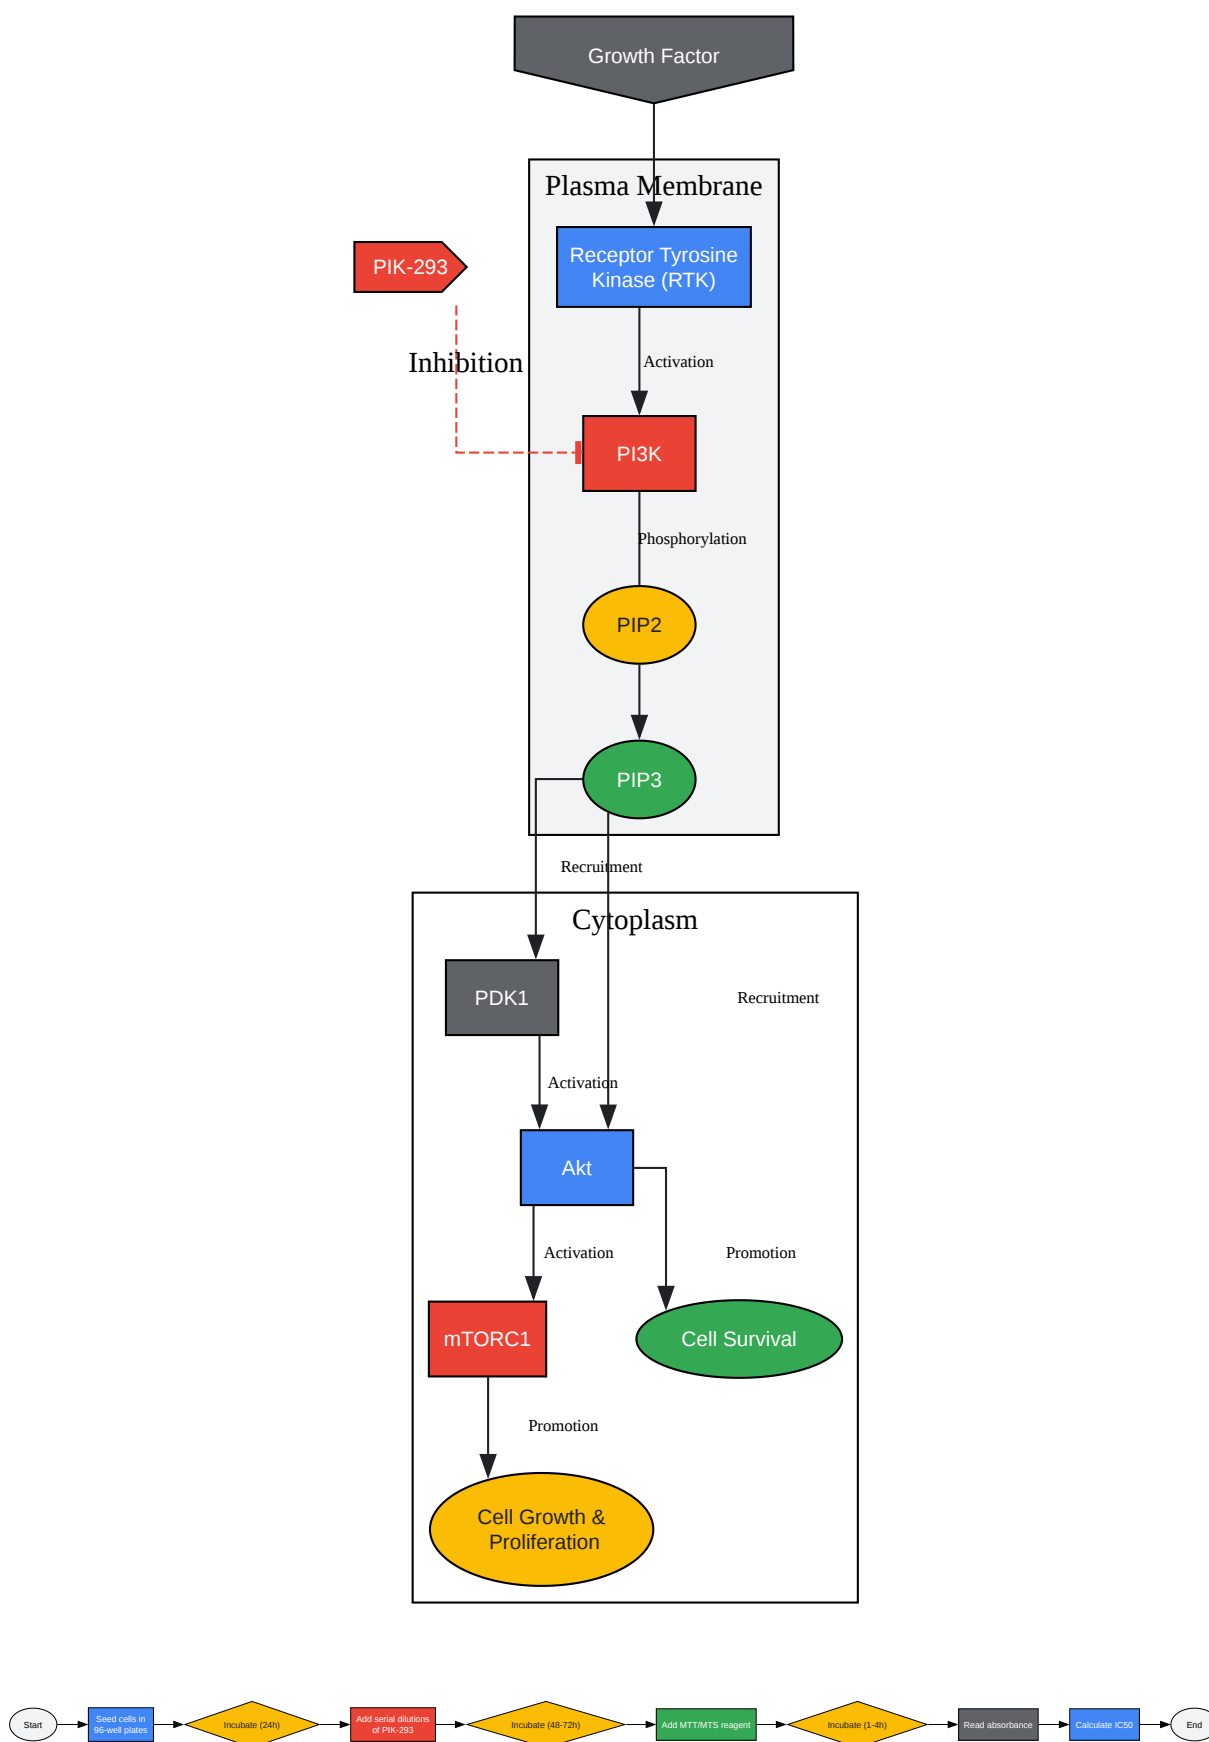 Growth Factor
Plasma Membrane
Receptor Tyrosine
Kinase (RTK)
PIK-293
Inhibition
Activation
PI3K
Phosphorylation
PIP2
PIP3
Recruitment
Cytoplasm
PDK1
Recruitment
Activation
Akt
Activation
Promotion
mTORC1
Cell Survival
Promotion
Cell Growth &
Proliferation
Start
Seed cells in
96-well plates
Incubate (24h)
Add serial dilutions
of PIK-293
Incubate (48-72h)
Add MTT/MTS reagent
Incubate (1-4h)
Read absorbance
Calculate IC50
End